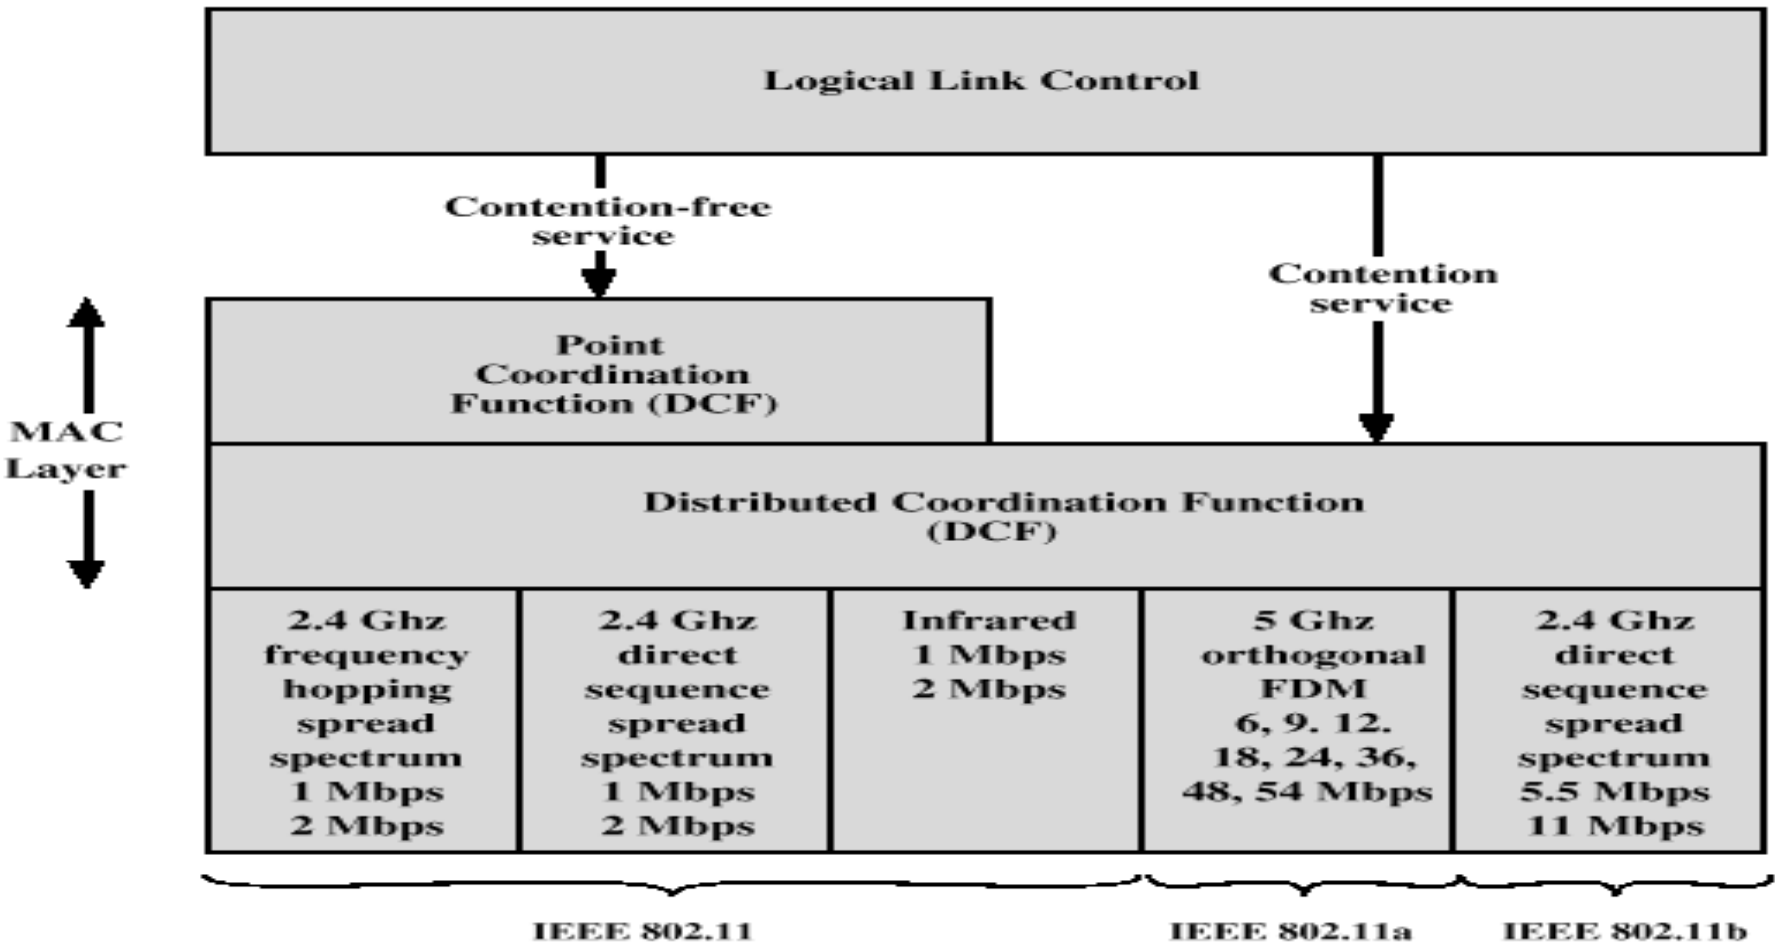 Logical Link Control
Contention-free
service
Contention
service
Point
Coordination
Function (DCF)
MAC
Layer
Distributed Coordination Function
(DCF)
2.4 Ghz
frequency
hopping
spread
spectrum
1 Mbps
2 Mbps
2.4 Ghz
direct
sequence
spread
spectrum
1 Mbps
2 Mbps
Infrared
1 Mbps
2 Mbps
5 Ghz
orthogonal
FDM
6, 9. 12.
18, 24, 36,
48, 54 Mbps
2.4 Ghz
direct
sequence
spread
spectrum
5.5 Mbps
11 Mbps
IEEE 802.11
IEEE 802.11a
IEEE 802.11b